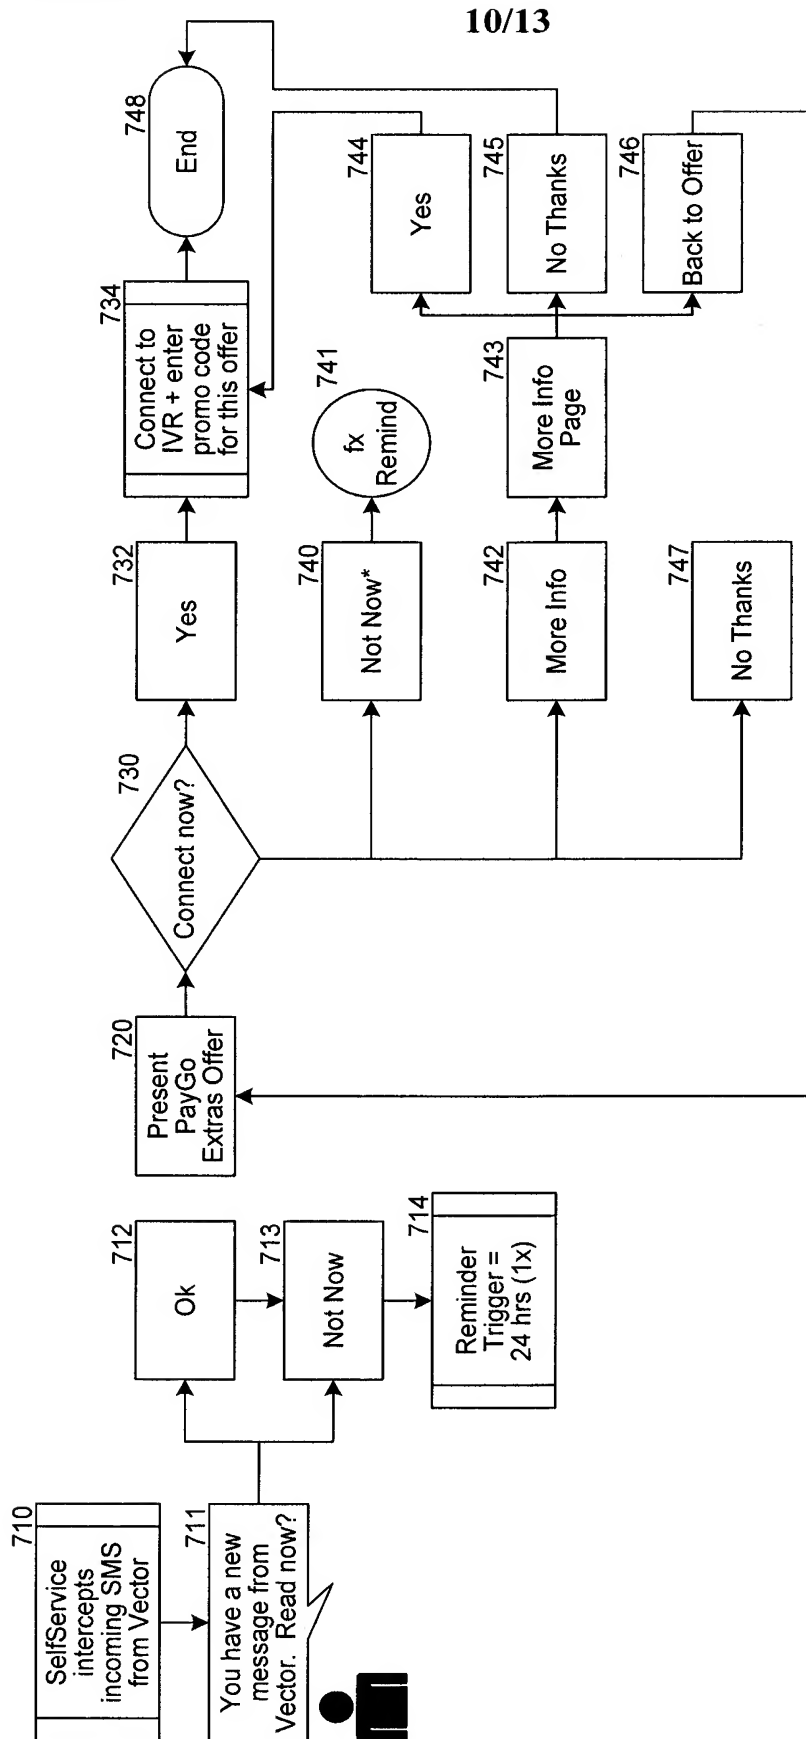 10/13
710
SelfService
intercepts
incoming SMS
from Vector
711
You have a new
message from
Vector. Read now?
712
Ok
713
Not Now
714
Reminder
Trigger =
24 hrs (1x)
720
Present
PayGo
Extras Offer
730
Connect now?
732
Yes
734
Connect to
IVR + enter
promo code
for this offer
748
End
740
Not Now*
741
fx
Remind
742
More Info
743
More Info
Page
744
Yes
745
No Thanks
746
Back to Offer
747
No Thanks